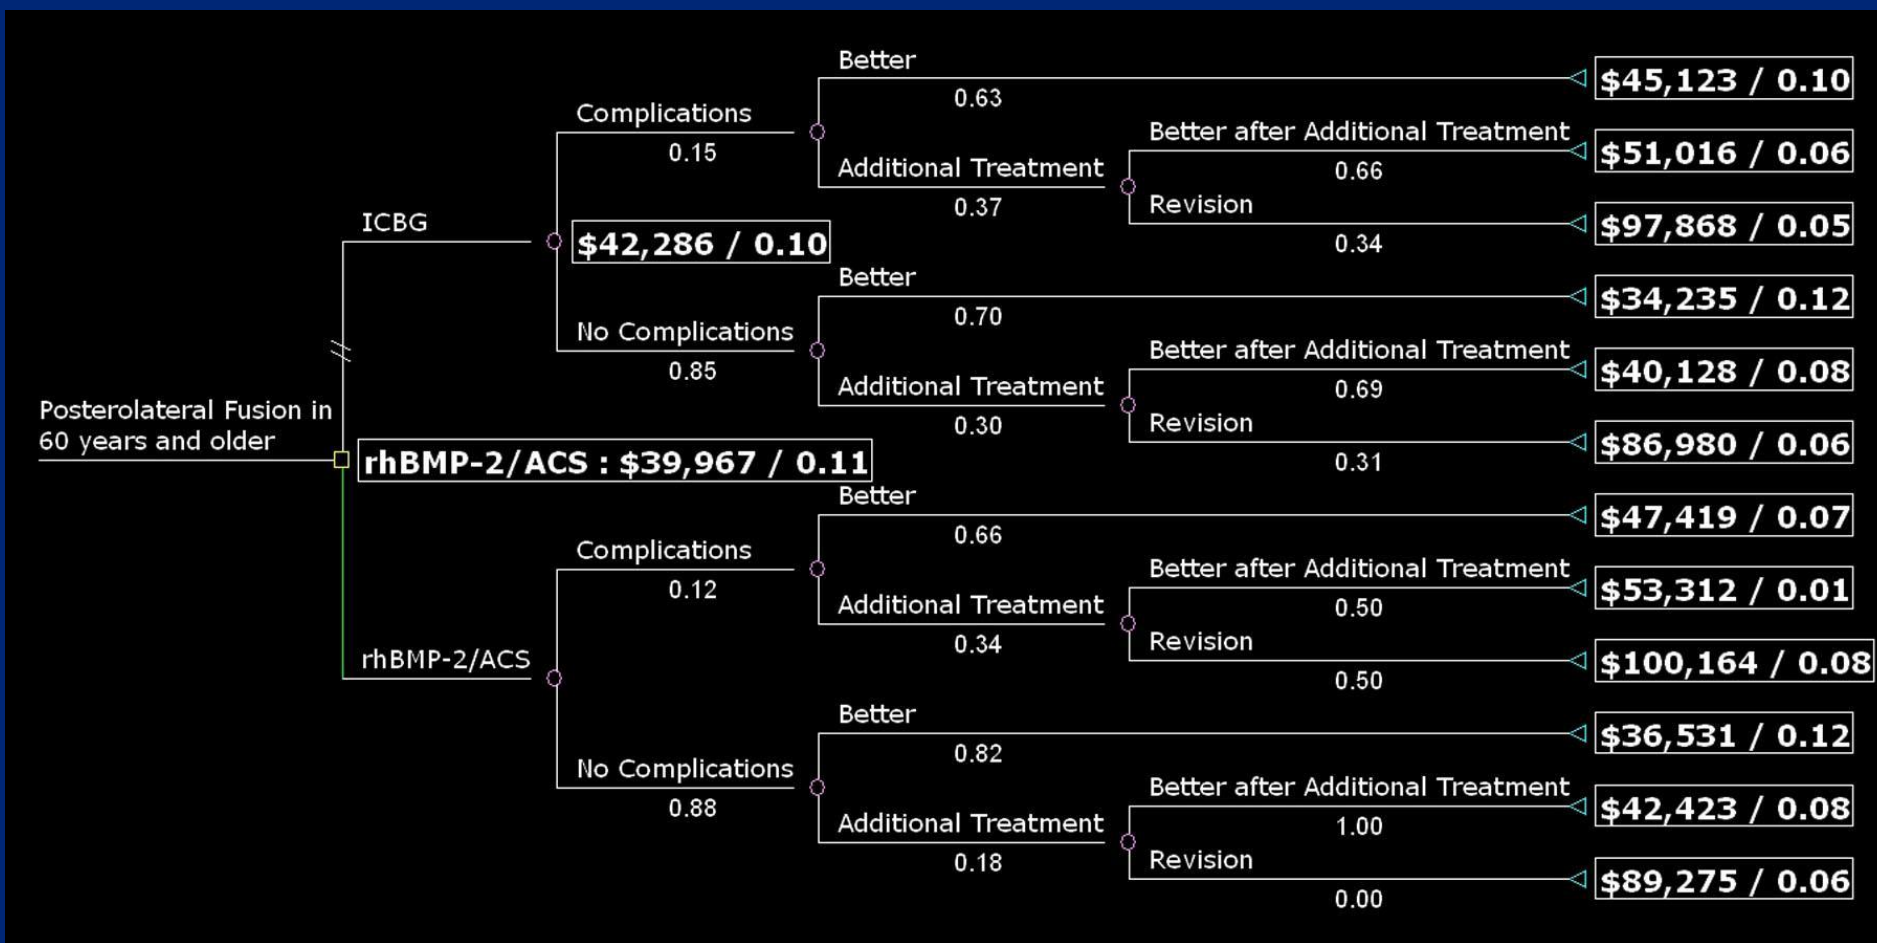 Better
$45,123 / 0.10
0.63
Complications
0.15
Better after Additional Treatment
$51,016 / 0.06
0.66
Additional Treatment
0.37
Revision
$97,868 / 0.05
0.34
ICBG
$42,286 / 0.10
Better
$34,235 / 0.12
0.70
No Complications
0.85
Better after Additional Treatment
$40,128 / 0.08
0.69
Additional Treatment
0.30
Revision
$86,980 / 0.06
0.31
Posterolateral Fusion in
60 years and older
rhBMP-2/ACS : $39,967 / 0.11
Better
$47,419 / 0.07
0.66
Complications
0.12
Better after Additional Treatment
$53,312 / 0.01
0.50
Additional Treatment
0.34
Revision
$100,164 / 0.08
0.50
rhBMP-2/ACS
Better
$36,531 / 0.12
0.82
No Complications
0.88
Better after Additional Treatment
$42,423 / 0.08
1.00
Additional Treatment
0.18
Revision
$89,275 / 0.06
0.00